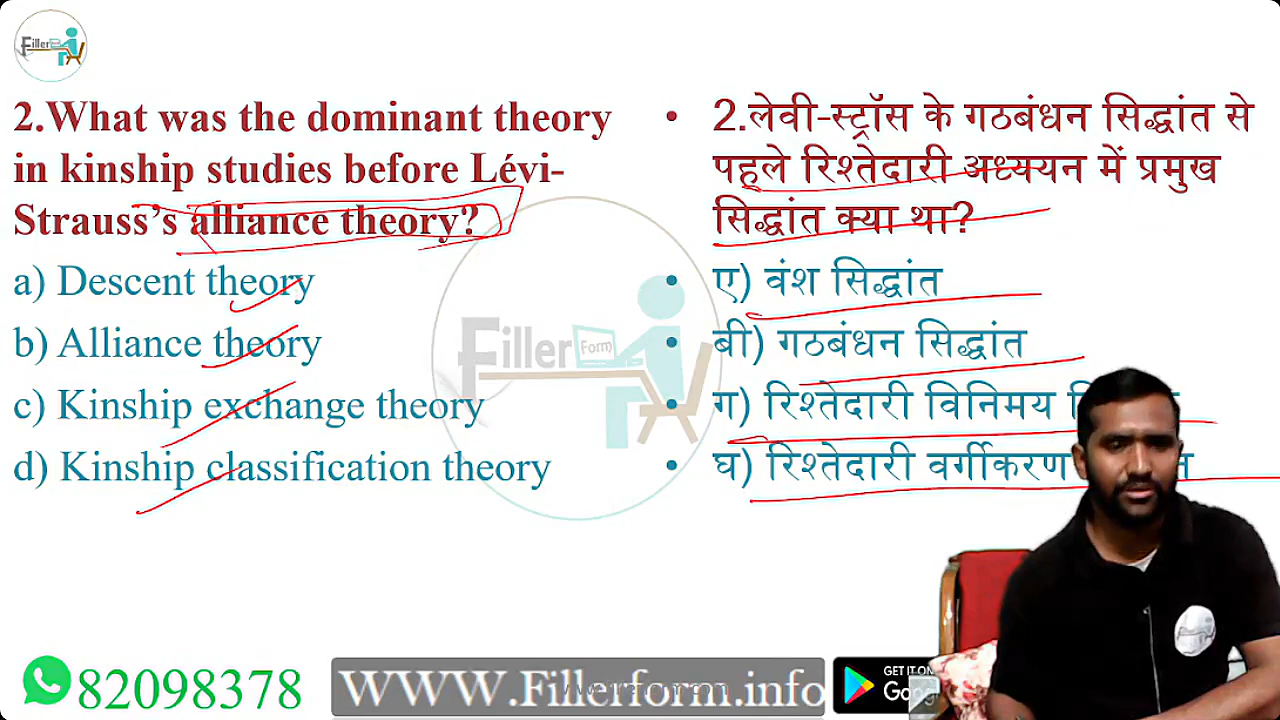 Filler
2.What was the dominant theory
in kinship studies before Lévi-
Strauss's alliance theory?
a) Descent theory
b) Alliance theory
c) Kinship exchange theory
d) Kinship classification theory
• 2.लेवी-स्ट्रॉस के गठबंधन सिद्धांत से
पहले रिश्तेदारी अध्ययन में प्रमुख
सिद्धांत क्या था?
• ए) वंश सिद्धांत
• बी) गठबंधन सिद्धांत
• ग) रिश्तेदारी विनिमय
• घ) रिश्तेदारी वर्गीकरण
Filler Form
82098378
WWW.Fillerform.info
GET IT ON